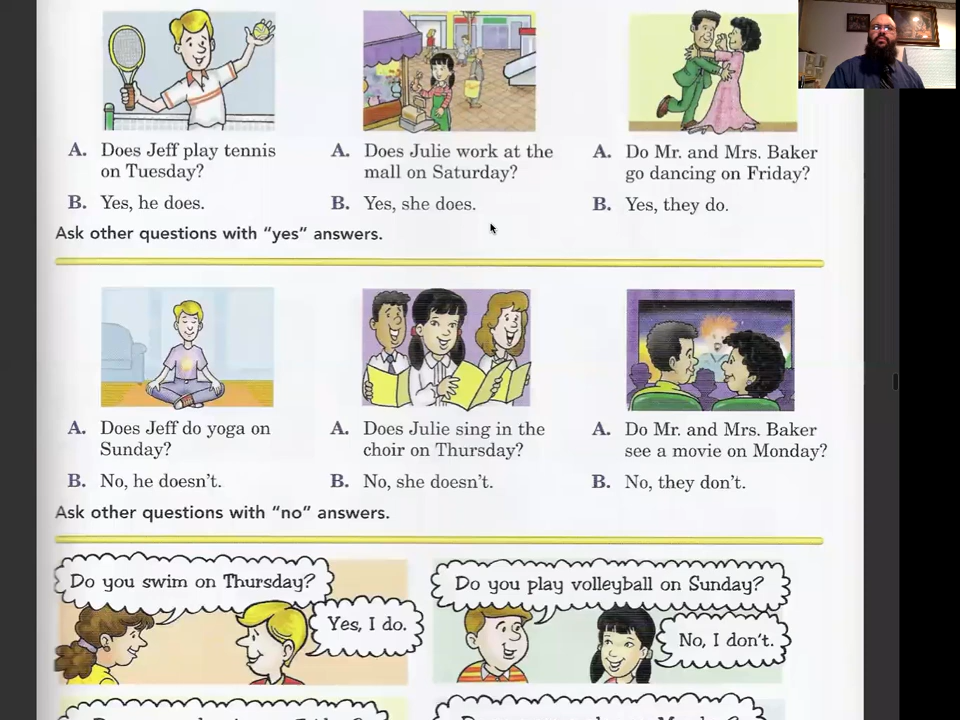 A. Does Jeff play tennis
on Tuesday?
B. Yes, he does.
A. Does Julie work at the
mall on Saturday?
B. Yes, she does.
A. Do Mr. and Mrs. Baker
go dancing on Friday?
B. Yes, they do.
Ask other questions with “yes” answers.
A. Does Jeff do yoga on
Sunday?
B. No, he doesn’t.
A. Does Julie sing in the
choir on Thursday?
B. No, she doesn’t.
A. Do Mr. and Mrs. Baker
see a movie on Monday?
B. No, they don’t.
Ask other questions with “no” answers.
Do you swim on Thursday?
Yes, I do.
Do you play volleyball on Sunday?
No, I don’t.